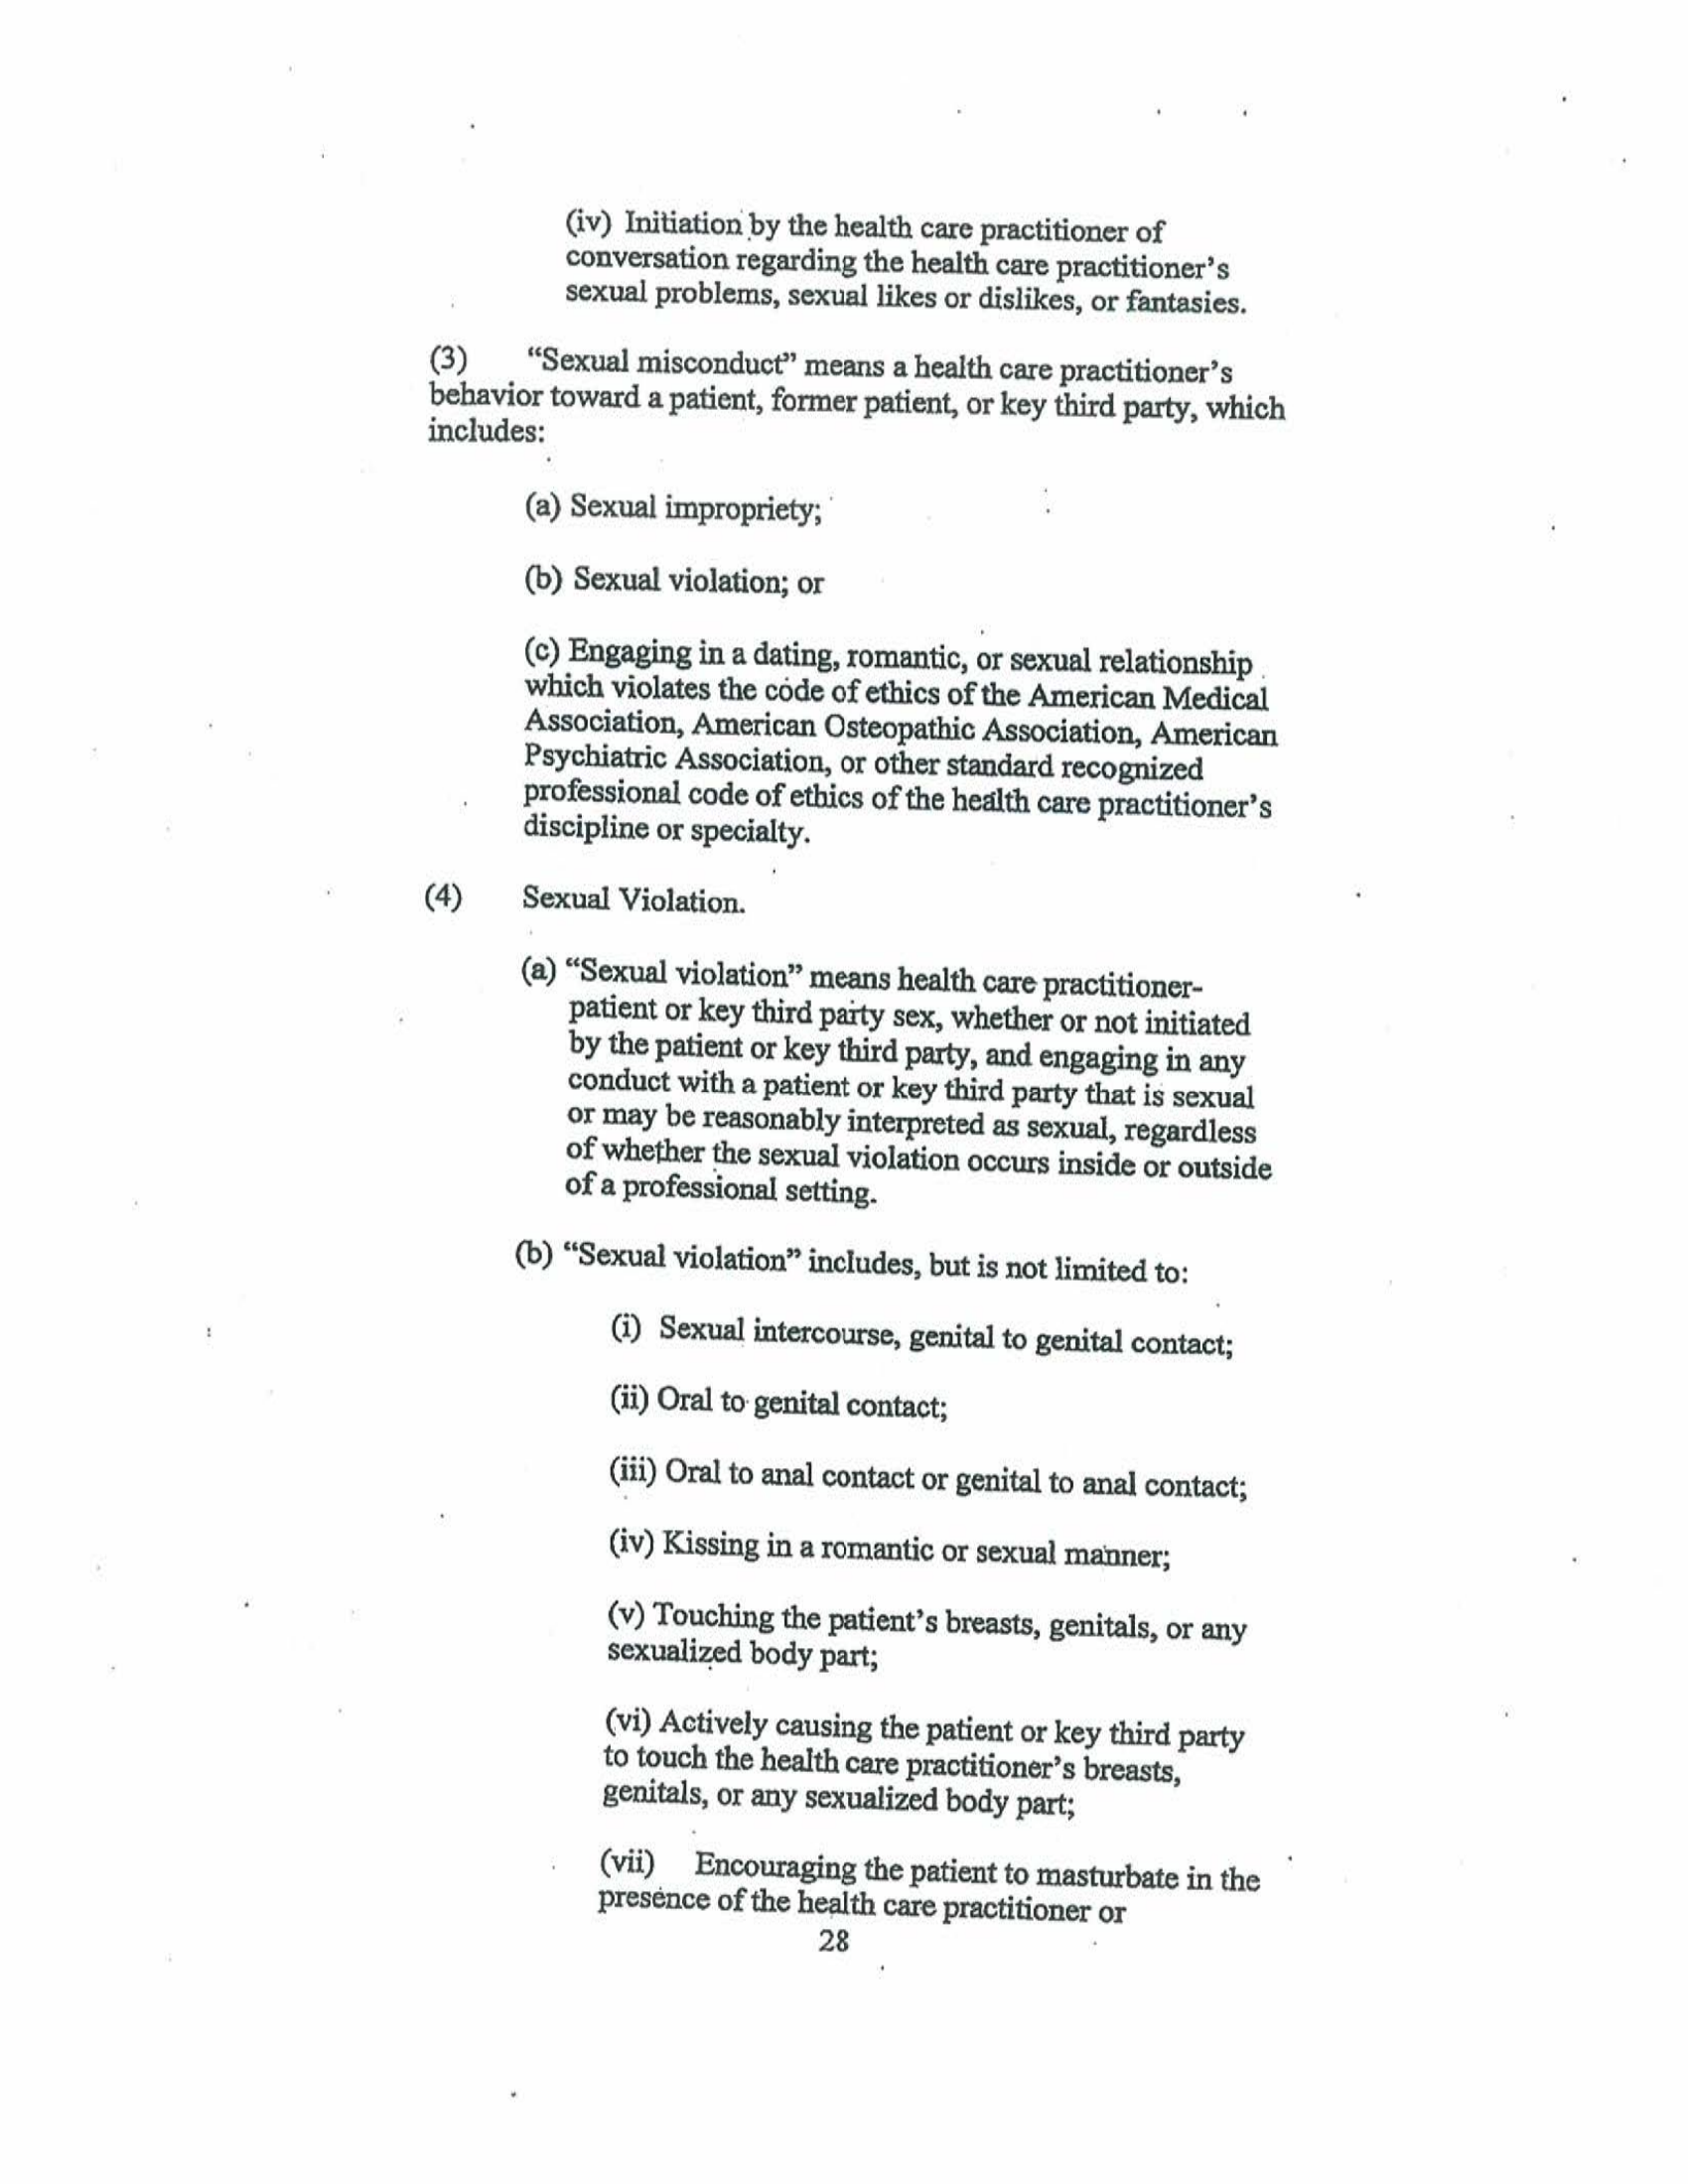 (iv) Initiation by the health care practitioner of
conversation regarding the health care practitioner's
sexual problems, sexual likes or dislikes, or fantasies.
(3) “Sexual misconduct” means a health care practitioner's
behavior toward a patient, former patient, or key third party, which
includes:
(a) Sexual impropriety;
(b) Sexual violation; or
(c) Engaging in a dating, romantic, or sexual relationship
which violates the code of ethics of the American Medical
Association, American Osteopathic Association, American
Psychiatric Association, or other standard recognized
professional code of ethics of the health care practitioner's
discipline or specialty.
(4) Sexual Violation.
(a) “Sexual violation” means health care practitioner-
patient or key third party sex, whether or not initiated
by the patient or key third party, and engaging in any
conduct with a patient or key third party that is sexual
or may be reasonably interpreted as sexual, regardless
of whether the sexual violation occurs inside or outside
of a professional setting.
(b) “Sexual violation” includes, but is not limited to:
(i) Sexual intercourse, genital to genital contact;
(ii) Oral to genital contact;
(iii) Oral to anal contact or genital to anal contact;
(iv) Kissing in a romantic or sexual manner;
(v) Touching the patient's breasts, genitals, or any
sexualized body part;
(vi) Actively causing the patient or key third party
to touch the health care practitioner's breasts,
genitals, or any sexualized body part;
(vii) Encouraging the patient to masturbate in the
presence of the health care practitioner or
28